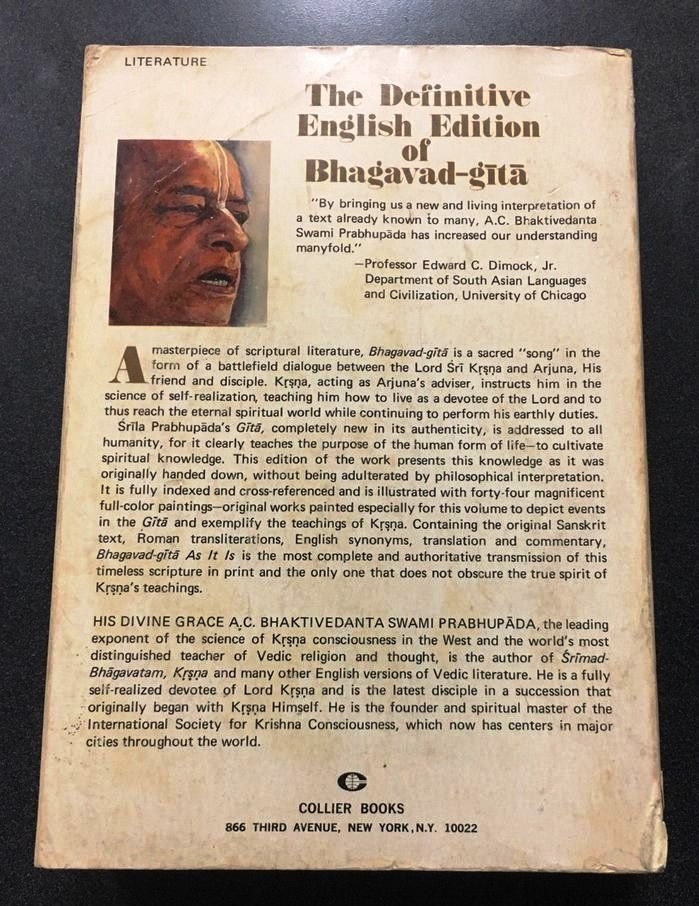 LITERATURE
The Definitive
English Edition
of
Bhagavad-gītā
"By bringing us a new and living interpretation of
a text already known to many, A.C. Bhaktivedanta
Swami Prabhupāda has increased our understanding
manyfold."
—Professor Edward C. Dimock, Jr.
Department of South Asian Languages
and Civilization, University of Chicago
A masterpiece of scriptural literature, Bhagavad-gītā is a sacred "song" in the
form of a battlefield dialogue between the Lord Śrī Kṛṣṇa and Arjuna, His
friend and disciple. Kṛṣṇa, acting as Arjuna's adviser, instructs him in the
science of self-realization, teaching him how to live as a devotee of the Lord and to
thus reach the eternal spiritual world while continuing to perform his earthly duties.
Śrīla Prabhupāda's Gītā, completely new in its authenticity, is addressed to all
humanity, for it clearly teaches the purpose of the human form of life—to cultivate
spiritual knowledge. This edition of the work presents this knowledge as it was
originally handed down, without being adulterated by philosophical interpretation.
It is fully indexed and cross-referenced and is illustrated with forty-four magnificent
full-color paintings—original works painted especially for this volume to depict events
in the Gītā and exemplify the teachings of Kṛṣṇa. Containing the original Sanskrit
text, Roman transliterations, English synonyms, translation and commentary,
Bhagavad-gītā As It Is is the most complete and authoritative transmission of this
timeless scripture in print and the only one that does not obscure the true spirit of
Kṛṣṇa's teachings.
HIS DIVINE GRACE A.C. BHAKTIVEDANTA SWAMI PRABHUPĀDA, the leading
exponent of the science of Kṛṣṇa consciousness in the West and the world's most
distinguished teacher of Vedic religion and thought, is the author of Śrīmad-
Bhāgavatam, Kṛṣṇa and many other English versions of Vedic literature. He is a fully
self-realized devotee of Lord Kṛṣṇa and is the latest disciple in a succession that
originally began with Kṛṣṇa Himself. He is the founder and spiritual master of the
International Society for Krishna Consciousness, which now has centers in major
cities throughout the world.
COLLIER BOOKS
866 THIRD AVENUE, NEW YORK, N.Y. 10022